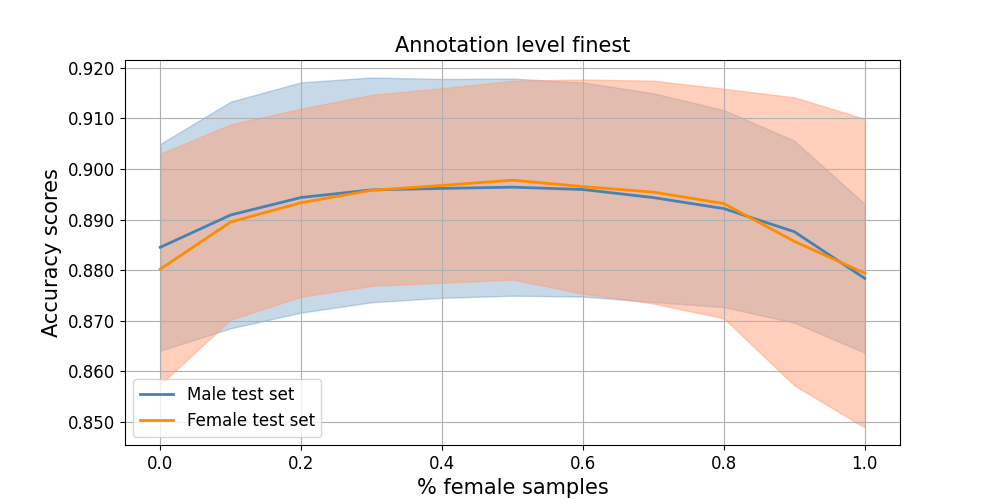 Annotation level finest
Accuracy scores
0.920
0.910
0.900
0.890
0.880
0.870
0.860
0.850
Male test set
Female test set
0.0 0.2 0.4 0.6 0.8 1.0
% female samples